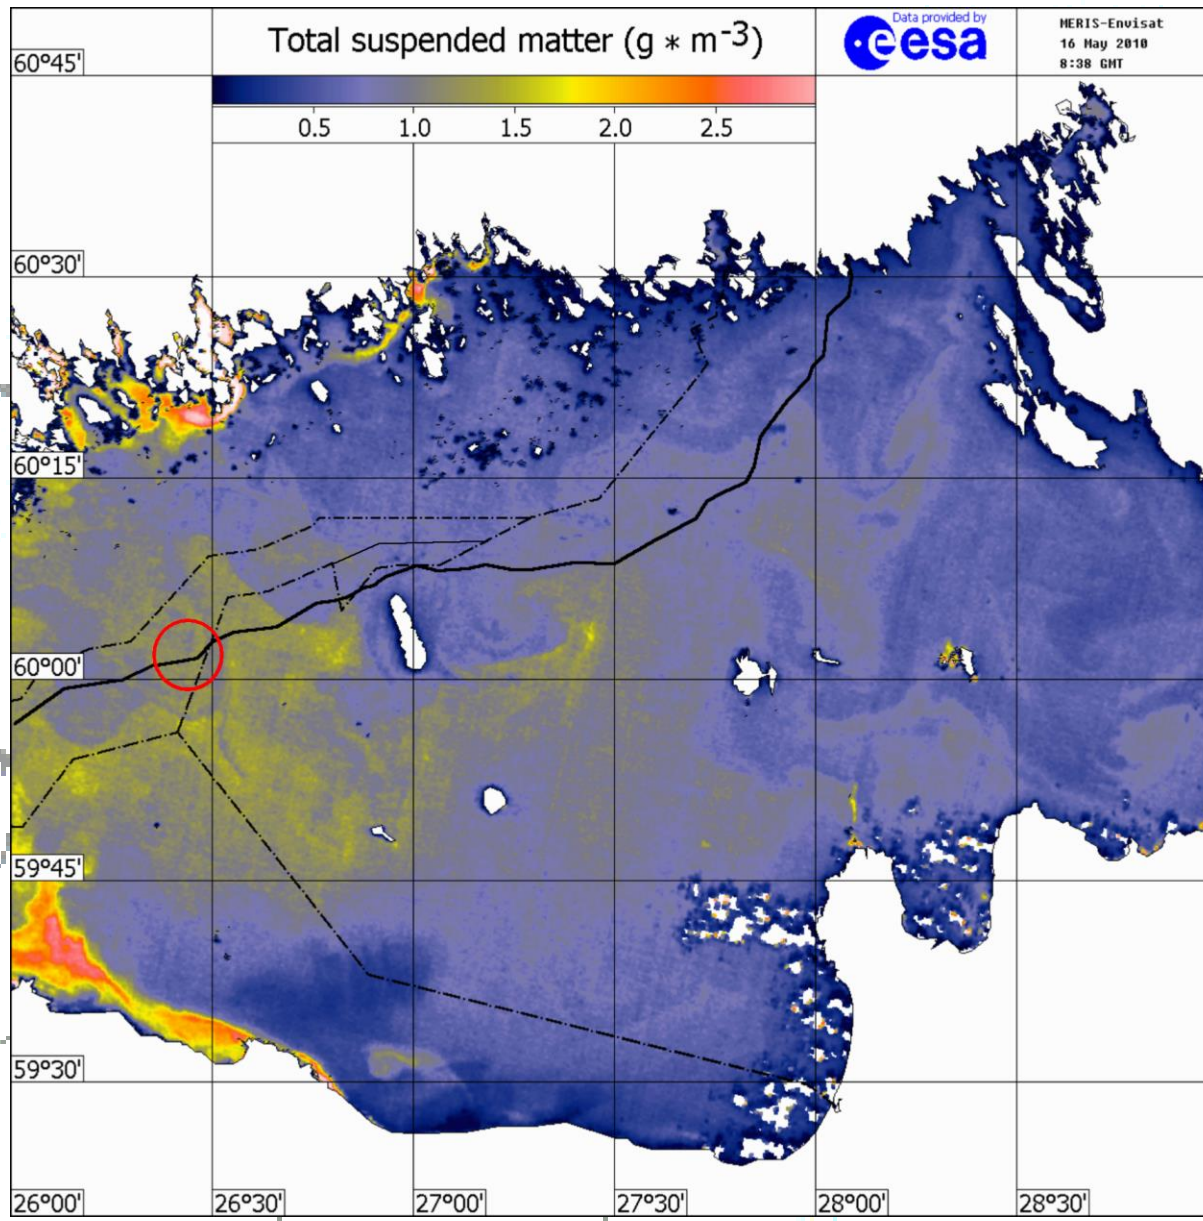 Total suspended matter (g * m-3)
0.5 1.0 1.5 2.0 2.5
Data provided by
esa
MERIS-Envisat
16 May 2010
8:38 GMT
60°45'
60°30'
60°15'
60°00'
59°45'
59°30'
26°00' 26°30' 27°00' 27°30' 28°00' 28°30'